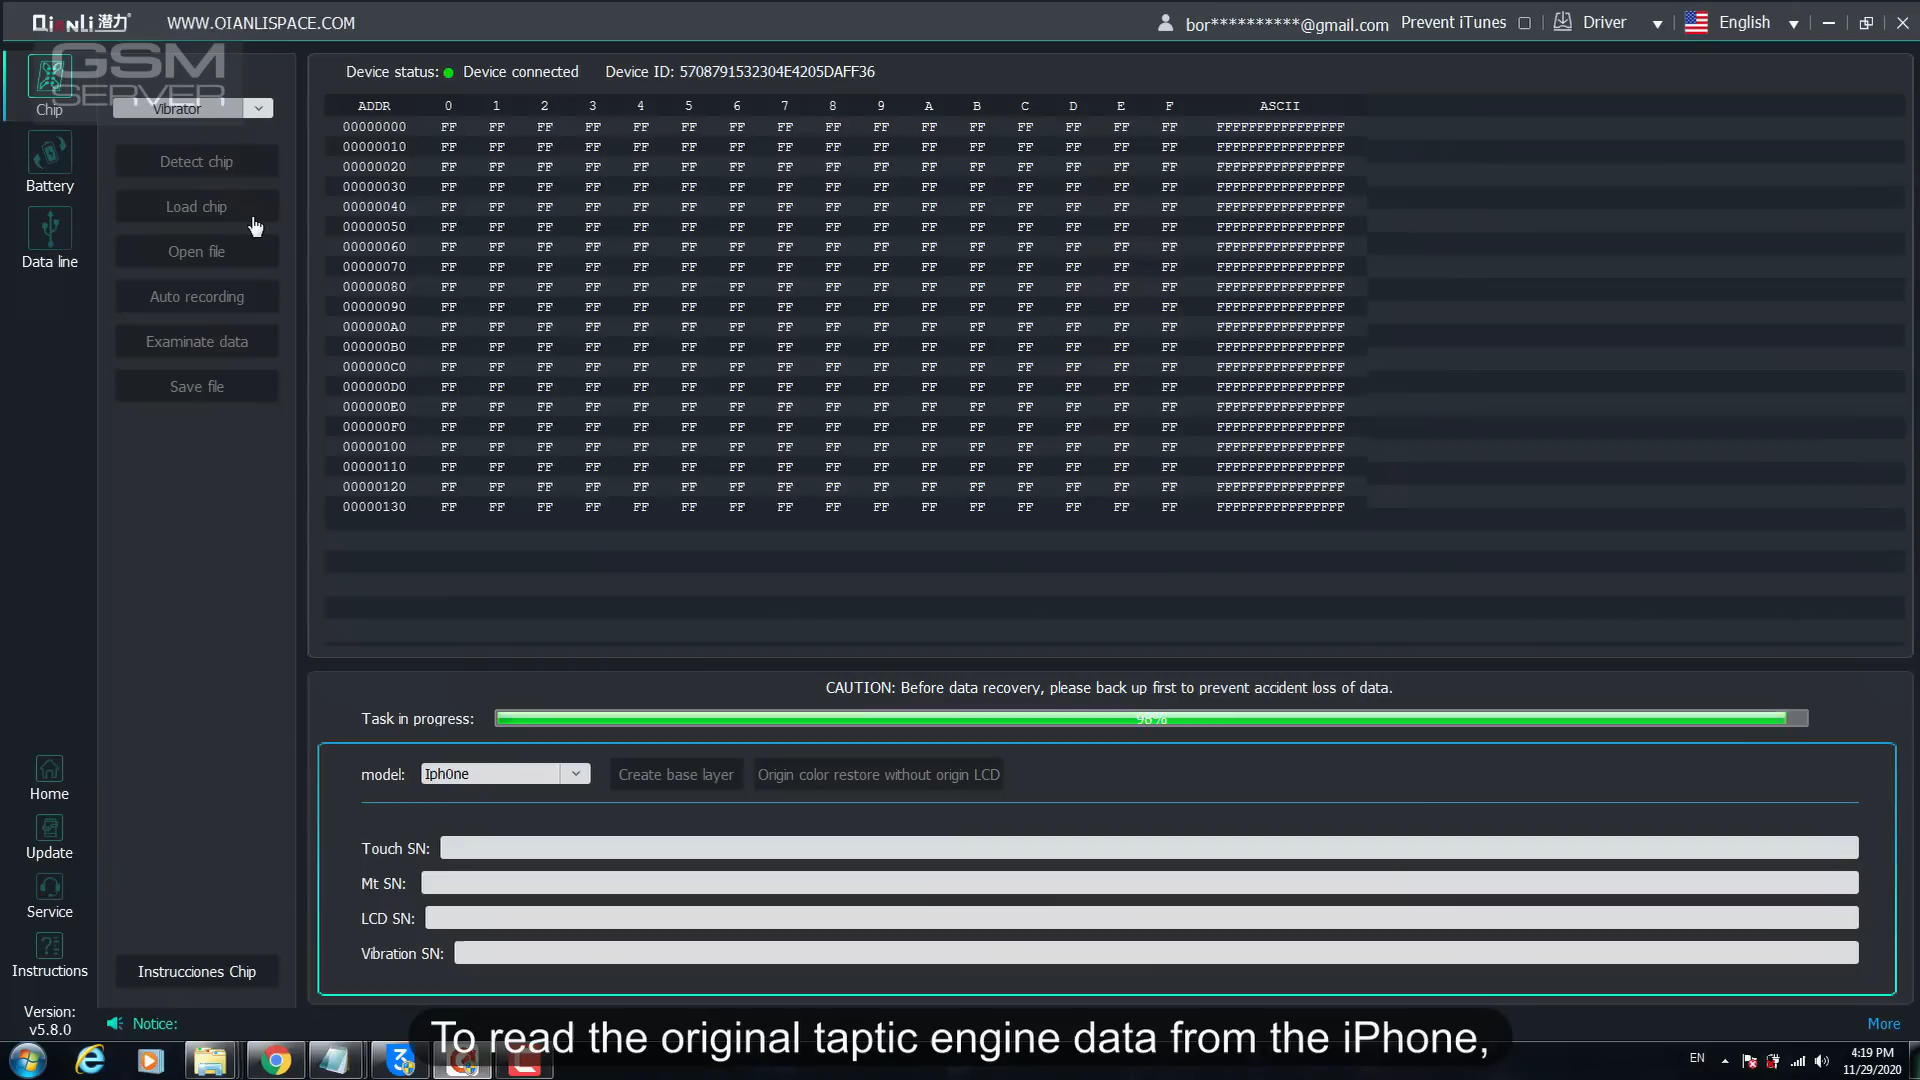 QianLi潜力 WWW.QIANLISPACE.COM bor**********@gmail.com Prevent iTunes Driver English
GSM
SERVER
Chip
Battery
Data line
Vibrator
Detect chip
Load chip
Open file
Auto recording
Examinate data
Save file
Device status: Device connected Device ID: 5708791532304E4205DAFF36
ADDR 0 1 2 3 4 5 6 7 8 9 A B C D E F ASCII
00000000 FF FF FF FF FF FF FF FF FF FF FF FF FF FF FF FF FFFFFFFFFFFFFFFF
00000010 FF FF FF FF FF FF FF FF FF FF FF FF FF FF FF FF FFFFFFFFFFFFFFFF
00000020 FF FF FF FF FF FF FF FF FF FF FF FF FF FF FF FF FFFFFFFFFFFFFFFF
00000030 FF FF FF FF FF FF FF FF FF FF FF FF FF FF FF FF FFFFFFFFFFFFFFFF
00000040 FF FF FF FF FF FF FF FF FF FF FF FF FF FF FF FF FFFFFFFFFFFFFFFF
00000050 FF FF FF FF FF FF FF FF FF FF FF FF FF FF FF FF FFFFFFFFFFFFFFFF
00000060 FF FF FF FF FF FF FF FF FF FF FF FF FF FF FF FF FFFFFFFFFFFFFFFF
00000070 FF FF FF FF FF FF FF FF FF FF FF FF FF FF FF FF FFFFFFFFFFFFFFFF
00000080 FF FF FF FF FF FF FF FF FF FF FF FF FF FF FF FF FFFFFFFFFFFFFFFF
00000090 FF FF FF FF FF FF FF FF FF FF FF FF FF FF FF FF FFFFFFFFFFFFFFFF
000000A0 FF FF FF FF FF FF FF FF FF FF FF FF FF FF FF FF FFFFFFFFFFFFFFFF
000000B0 FF FF FF FF FF FF FF FF FF FF FF FF FF FF FF FF FFFFFFFFFFFFFFFF
000000C0 FF FF FF FF FF FF FF FF FF FF FF FF FF FF FF FF FFFFFFFFFFFFFFFF
000000D0 FF FF FF FF FF FF FF FF FF FF FF FF FF FF FF FF FFFFFFFFFFFFFFFF
000000E0 FF FF FF FF FF FF FF FF FF FF FF FF FF FF FF FF FFFFFFFFFFFFFFFF
000000F0 FF FF FF FF FF FF FF FF FF FF FF FF FF FF FF FF FFFFFFFFFFFFFFFF
00000100 FF FF FF FF FF FF FF FF FF FF FF FF FF FF FF FF FFFFFFFFFFFFFFFF
00000110 FF FF FF FF FF FF FF FF FF FF FF FF FF FF FF FF FFFFFFFFFFFFFFFF
00000120 FF FF FF FF FF FF FF FF FF FF FF FF FF FF FF FF FFFFFFFFFFFFFFFF
00000130 FF FF FF FF FF FF FF FF FF FF FF FF FF FF FF FF FFFFFFFFFFFFFFFF
CAUTION: Before data recovery, please back up first to prevent accident loss of data.
Task in progress: 98%
model: Iph0ne Create base layer Origin color restore without origin LCD
Touch SN:
Mt SN:
LCD SN:
Vibration SN:
Home
Update
Service
Instructions
Instrucciones Chip
Version:
v5.8.0
Notice:
More
To read the original taptic engine data from the iPhone,
EN
4:19 PM
11/29/2020